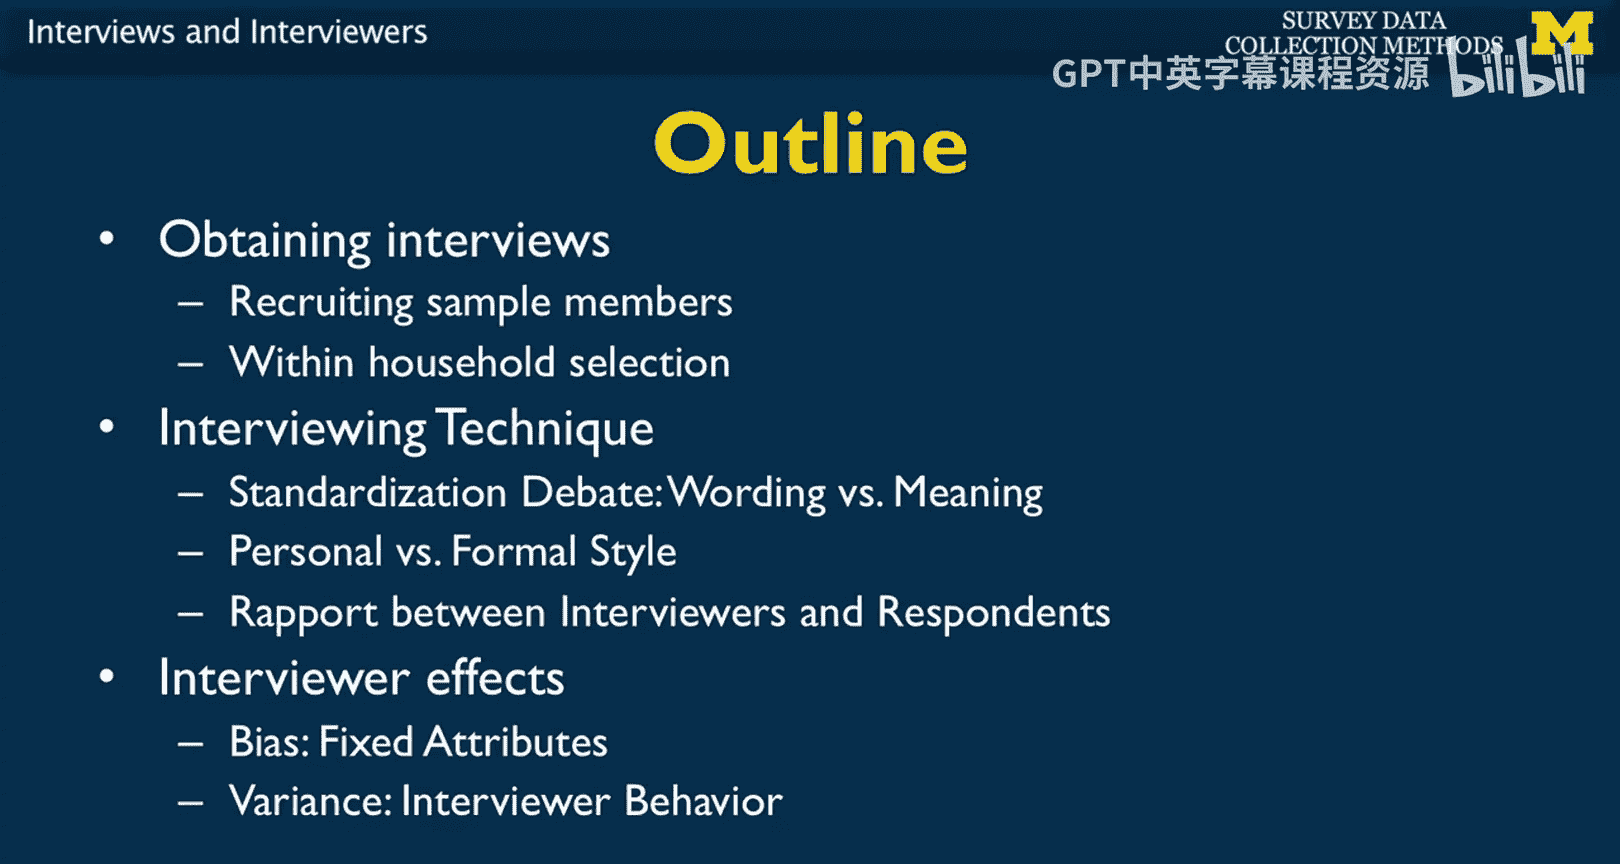 Interviews and Interviewers
SURVEY DATA
COLLECTION METHODS
M
GPT中英字幕课程资源 bilibili
Outline
• Obtaining interviews
– Recruiting sample members
– Within household selection
• Interviewing Technique
– Standardization Debate: Wording vs. Meaning
– Personal vs. Formal Style
– Rapport between Interviewers and Respondents
• Interviewer effects
– Bias: Fixed Attributes
– Variance: Interviewer Behavior